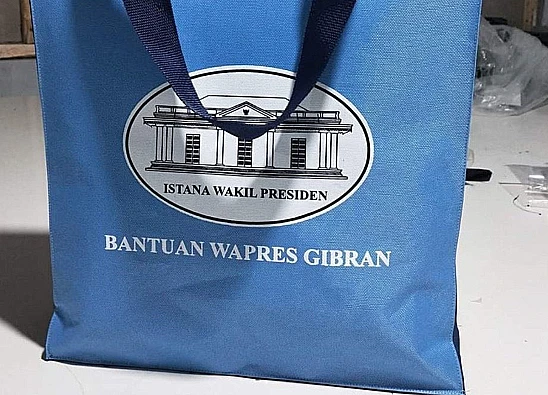 ISTANA WAKIL PRESIDEN
BANTUAN WAPRES GIBRAN